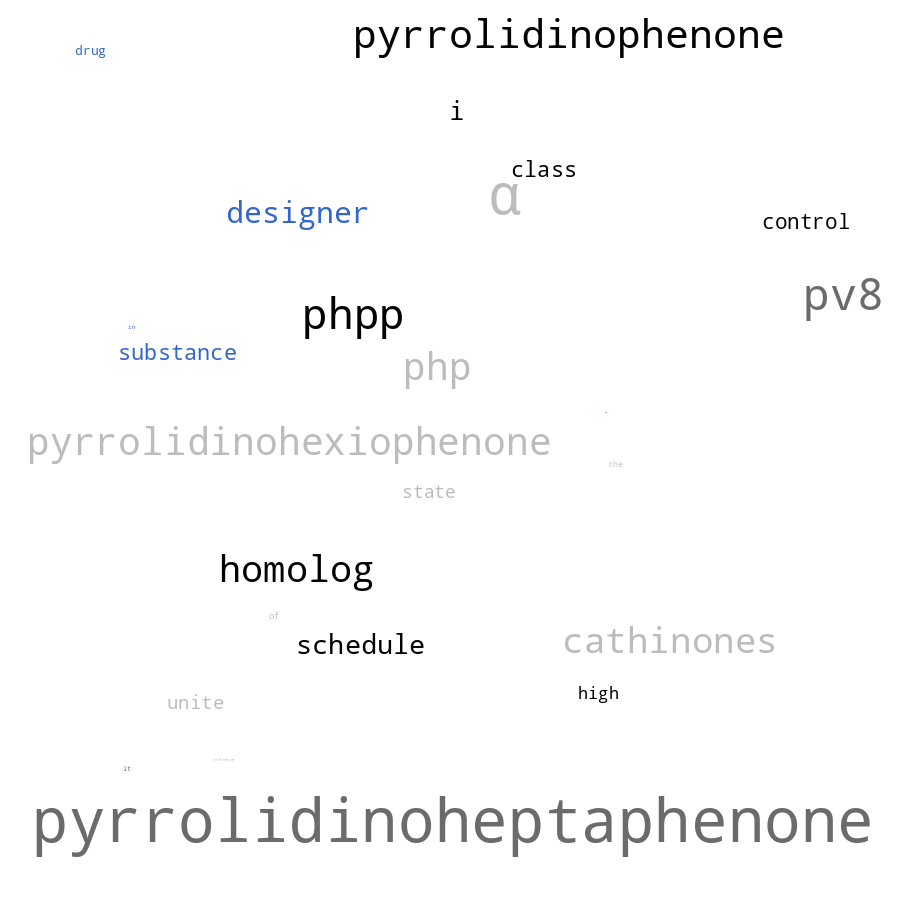 pyrrolidinophenone
drug
i
class
α
designer
control
pv8
phpp
in
substance
php
pyrrolidinohexiophenone
the
state
homolog
of
schedule
cathinones
high
unite
it
pyrrolidinoheptaphenone